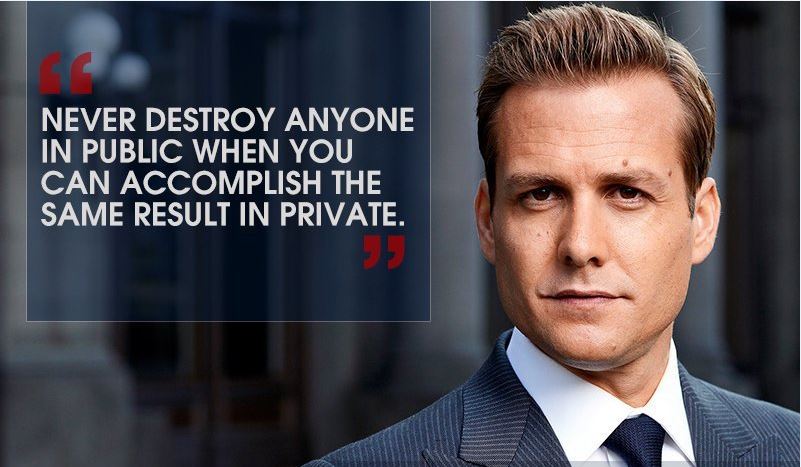 “
NEVER DESTROY ANYONE
IN PUBLIC WHEN YOU
CAN ACCOMPLISH THE
SAME RESULT IN PRIVATE.
”